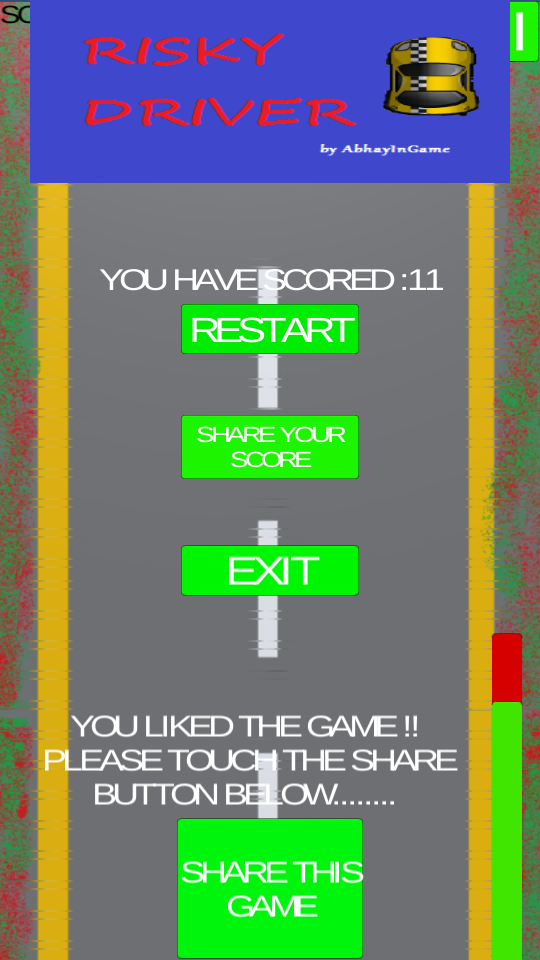 RISKY
DRIVER
by AbhayInGame
YOU HAVE SCORED :11
RESTART
SHARE YOUR
SCORE
EXIT
YOU LIKED THE GAME !!
PLEASE TOUCH THE SHARE
BUTTON BELOW........
SHARE THIS
GAME